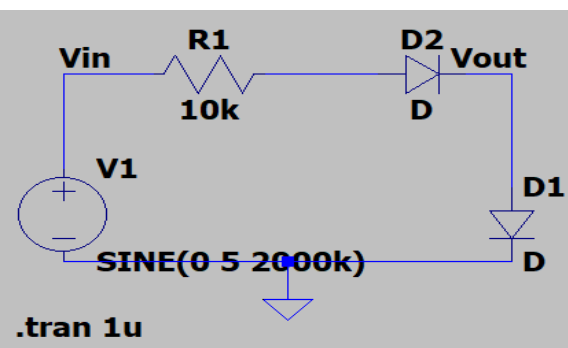 Vin
R1
D2
Vout
10k
D
V1
D1
SINE(0 5 2000k)
D
.tran 1u